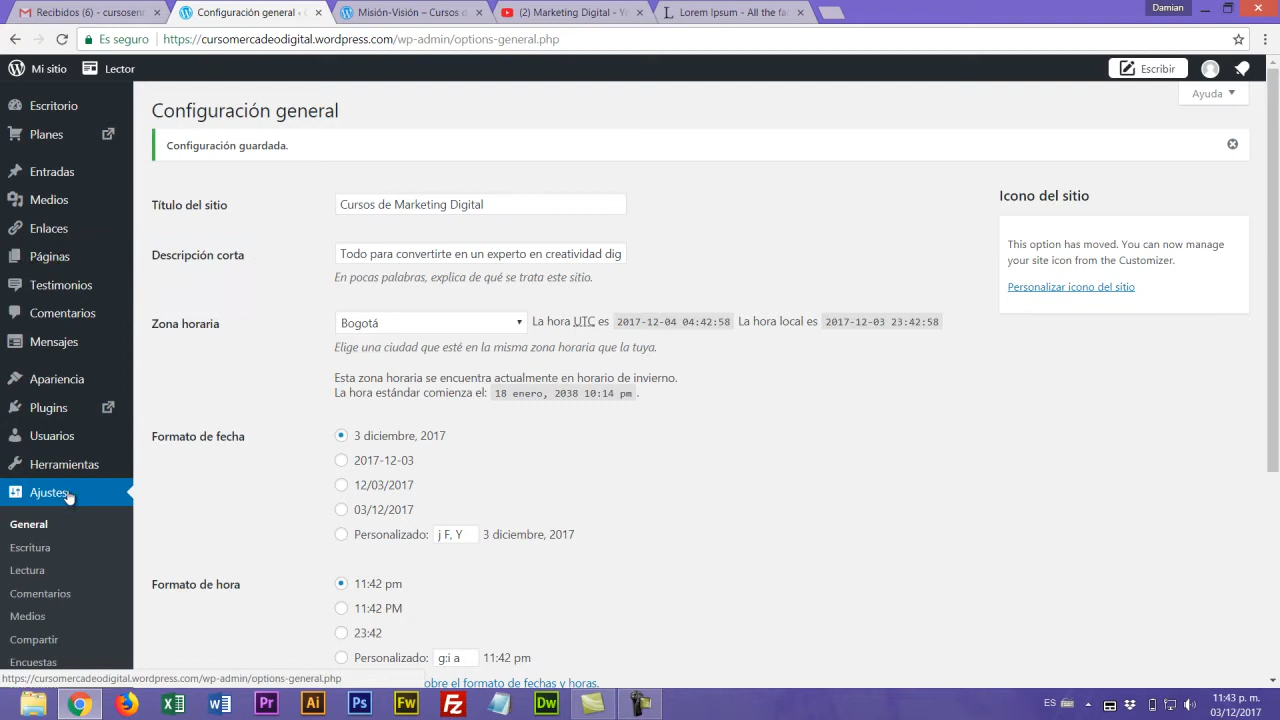 Recibidos (6) - cursosenr
Configuración general ‹ C
Misión-Visión – Cursos d
(2) Marketing Digital - Yo
Lorem Ipsum - All the fa
Damian
Es seguro
https://cursomercadeodigital.wordpress.com/wp-admin/options-general.php
Mi sitio
Lector
Escribir
Ayuda
Escritorio
Planes
Entradas
Medios
Enlaces
Páginas
Testimonios
Comentarios
Mensajes
Apariencia
Plugins
Usuarios
Herramientas
Ajustes
General
Escritura
Lectura
Comentarios
Medios
Compartir
Encuestas
Configuración general
Configuración guardada.
Título del sitio
Cursos de Marketing Digital
Descripción corta
Todo para convertirte en un experto en creatividad dig
En pocas palabras, explica de qué se trata este sitio.
Zona horaria
Bogotá
La hora UTC es 2017-12-04 04:42:58 La hora local es 2017-12-03 23:42:58
Elige una ciudad que esté en la misma zona horaria que la tuya.
Esta zona horaria se encuentra actualmente en horario de invierno.
La hora estándar comienza el: 18 enero, 2038 10:14 pm .
Formato de fecha
3 diciembre, 2017
2017-12-03
12/03/2017
03/12/2017
Personalizado: j F, Y 3 diciembre, 2017
Formato de hora
11:42 pm
11:42 PM
23:42
Personalizado: g:i a 11:42 pm
obre el formato de fechas y horas.
Icono del sitio
This option has moved. You can now manage
your site icon from the Customizer.
Personalizar icono del sitio
https://cursomercadeodigital.wordpress.com/wp-admin/options-general.php
Pr
Ai
Ps
Fw
Fz
Dw
ES
11:43 p. m.
03/12/2017